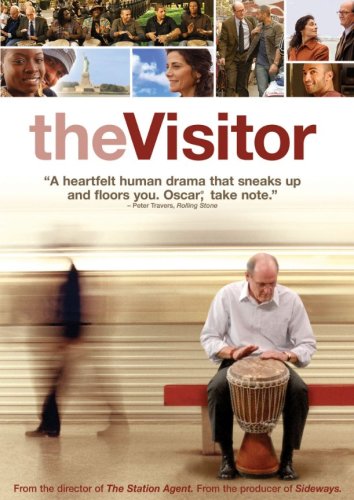 theVisitor
“A heartfelt human drama that sneaks up
and floors you. Oscar®, take note.”
– Peter Travers, Rolling Stone
From the director of The Station Agent. From the producer of Sideways.